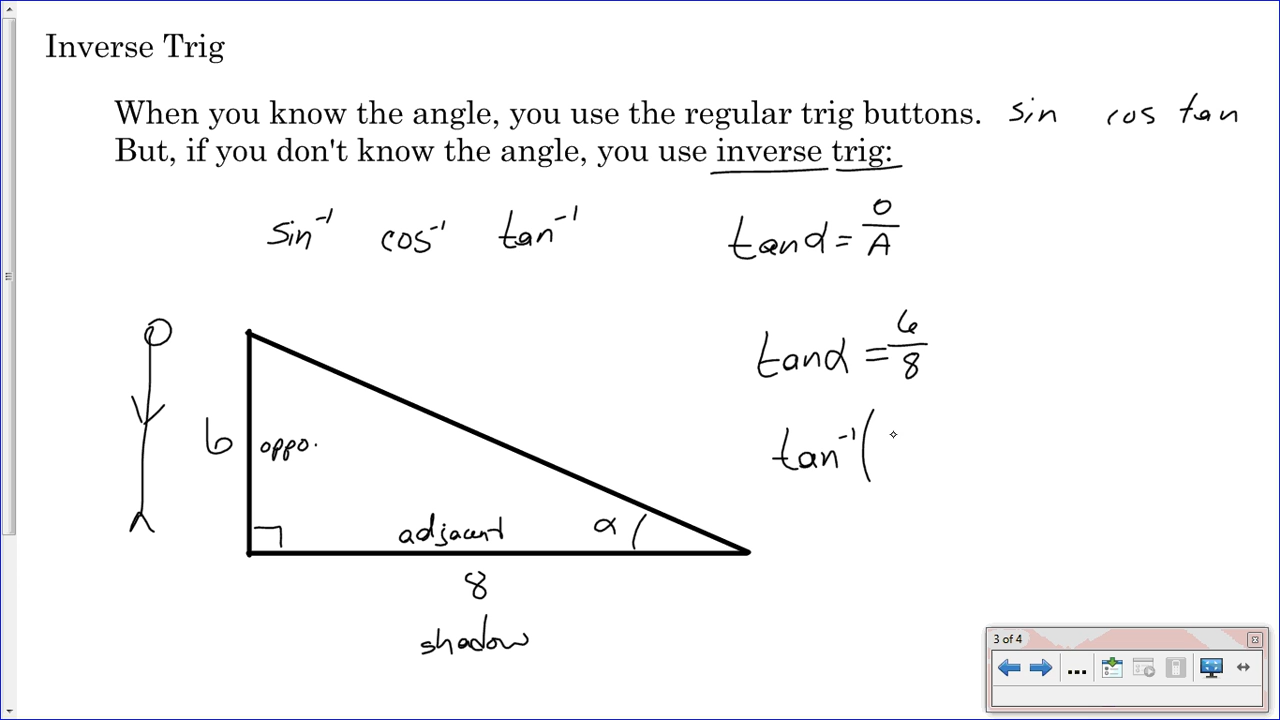 Inverse Trig
When you know the angle, you use the regular trig buttons. sin cos tan
But, if you don't know the angle, you use inverse trig:
sin⁻¹ cos⁻¹ tan⁻¹ tanα = O/A
tanα = 6/8
6 oppo. tan⁻¹(
adjacent α
8
shadow
3 of 4
...